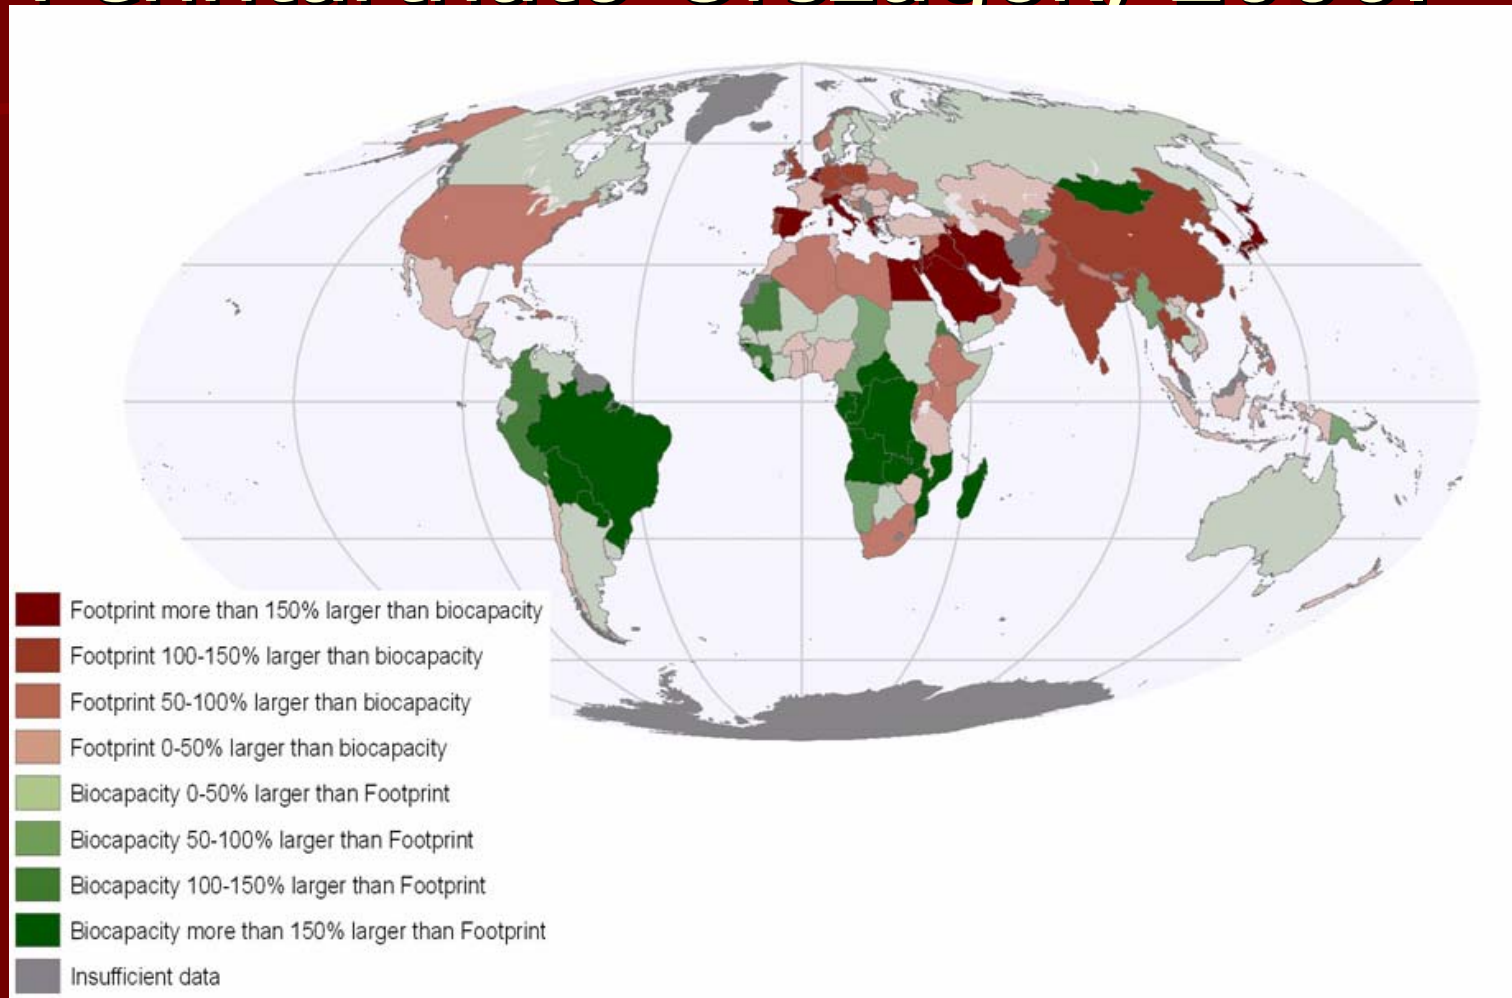 Footprint more than 150% larger than biocapacity
Footprint 100-150% larger than biocapacity
Footprint 50-100% larger than biocapacity
Footprint 0-50% larger than biocapacity
Biocapacity 0-50% larger than Footprint
Biocapacity 50-100% larger than Footprint
Biocapacity 100-150% larger than Footprint
Biocapacity more than 150% larger than Footprint
Insufficient data